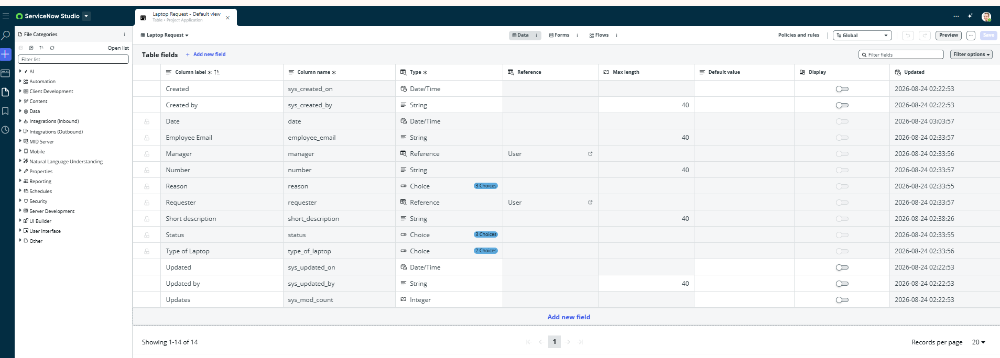 ServiceNow Studio
Laptop Request - Default view
Table • Project Application
File Categories
Open list
Filter list
AI
Automation
Client Development
Content
Data
Integrations (Inbound)
Integrations (Outbound)
MID Server
Mobile
Natural Language Understanding
Properties
Reporting
Schedules
Security
Server Development
UI Builder
User Interface
Other
Laptop Request
Data
Forms
Flows
Policies and rules
Global
Preview
Save
Table fields
+ Add new field
Filter fields
Filter options
Column label * Column name * Type * Reference Max length Default value Display Updated
Created sys_created_on Date/Time 2026-08-24 02:22:53
Created by sys_created_by String 40 2026-08-24 02:22:53
Date date Date/Time 2026-08-24 03:03:57
Employee Email employee_email String 40 2026-08-24 02:33:57
Manager manager Reference User 2026-08-24 02:33:56
Number number String 40 2026-08-24 02:33:57
Reason reason Choice 3 Choices 2026-08-24 02:33:55
Requester requester Reference User 2026-08-24 02:33:57
Short description short_description String 40 2026-08-24 02:38:26
Status status Choice 3 Choices 2026-08-24 02:33:55
Type of Laptop type_of_laptop Choice 2 Choices 2026-08-24 02:33:56
Updated sys_updated_on Date/Time 2026-08-24 02:22:53
Updated by sys_updated_by String 40 2026-08-24 02:22:53
Updates sys_mod_count Integer 2026-08-24 02:22:53
Add new field
Showing 1-14 of 14
1
Records per page 20